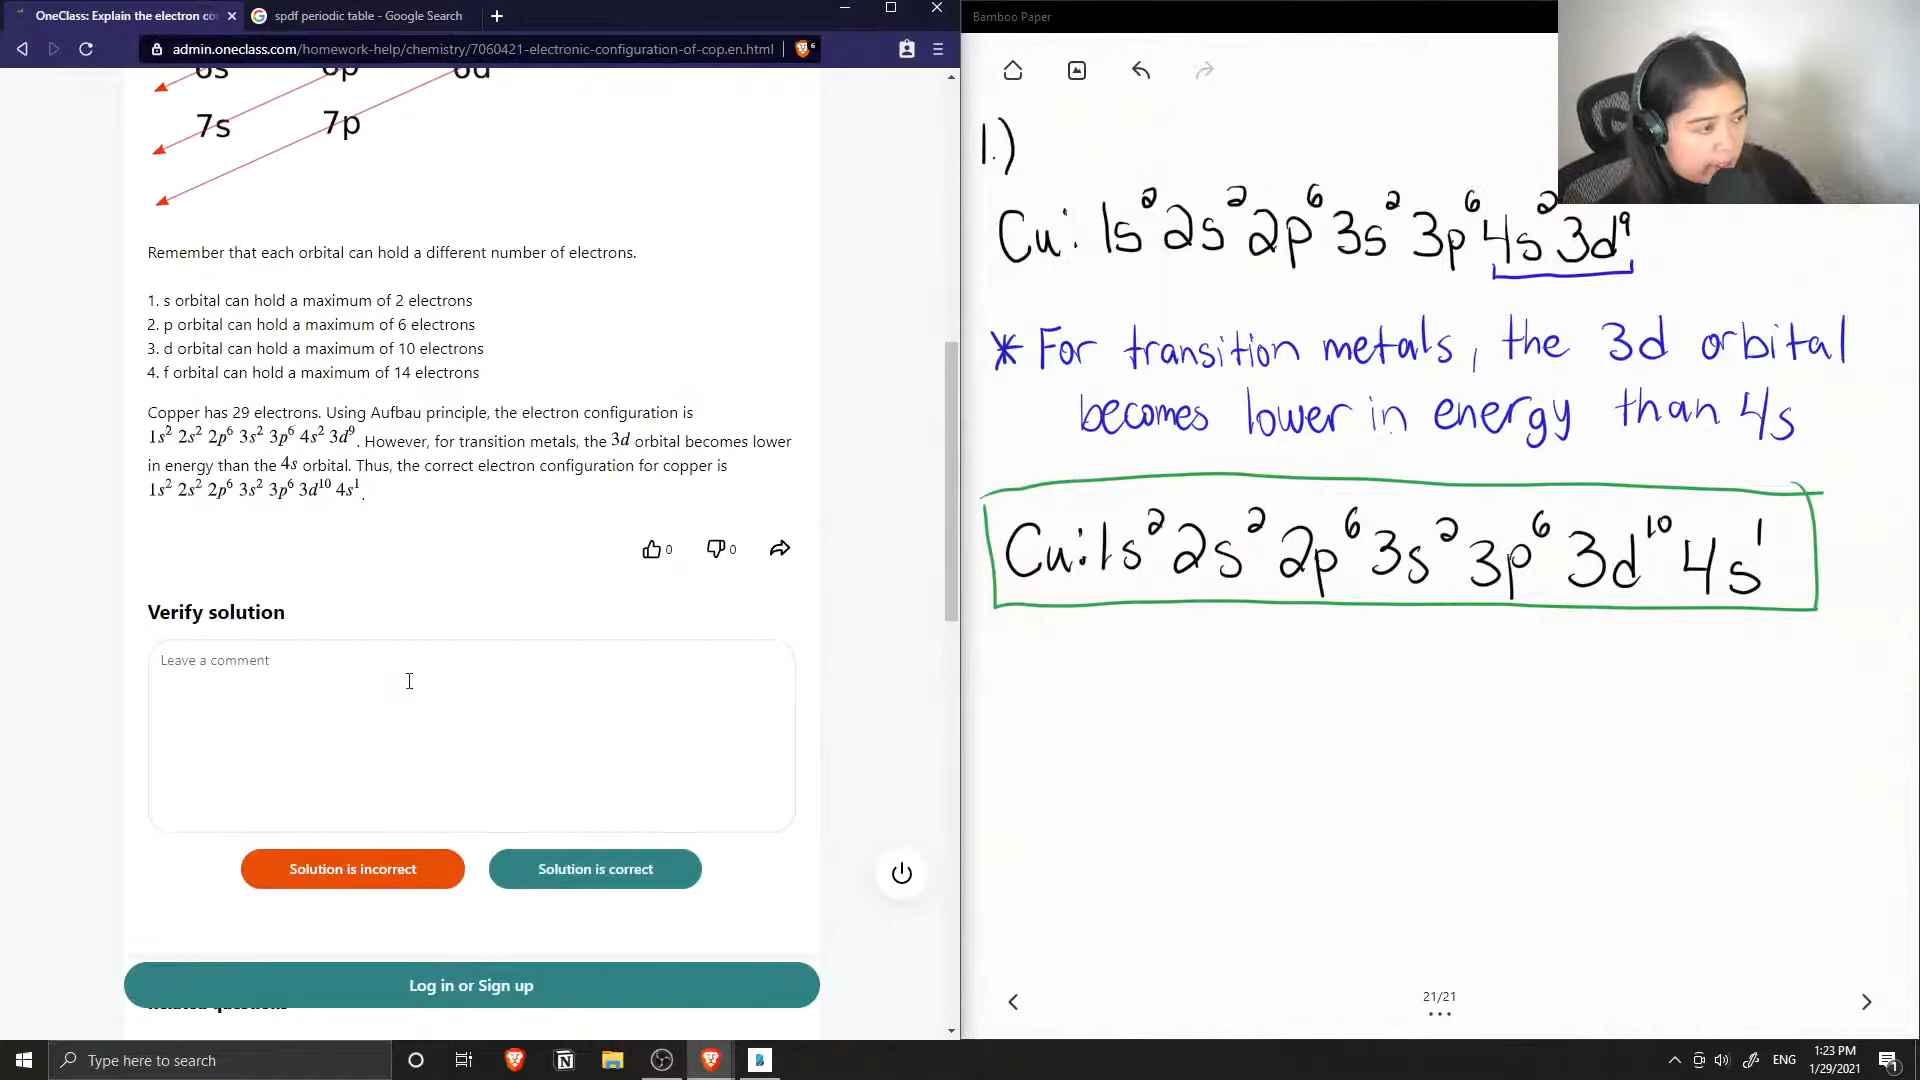 OneClass: Explain the electron co
spdf periodic table - Google Search
admin.oneclass.com/homework-help/chemistry/7060421-electronic-configuration-of-cop.en.html
6
6s 6p 6d
7s 7p
Remember that each orbital can hold a different number of electrons.
1. s orbital can hold a maximum of 2 electrons
2. p orbital can hold a maximum of 6 electrons
3. d orbital can hold a maximum of 10 electrons
4. f orbital can hold a maximum of 14 electrons
Copper has 29 electrons. Using Aufbau principle, the electron configuration is
1s² 2s² 2p⁶ 3s² 3p⁶ 4s² 3d⁹. However, for transition metals, the 3d orbital becomes lower
in energy than the 4s orbital. Thus, the correct electron configuration for copper is
1s² 2s² 2p⁶ 3s² 3p⁶ 3d¹⁰ 4s¹.
0 0
Verify solution
Leave a comment
Solution is incorrect Solution is correct
Log in or Sign up
Bamboo Paper
1.)
Cu: 1s² 2s² 2p⁶ 3s² 3p⁶ 4s² 3d⁹
* For transition metals, the 3d orbital
becomes lower in energy than 4s
Cu: 1s² 2s² 2p⁶ 3s² 3p⁶ 3d¹⁰ 4s¹
21/21
Type here to search
ENG
1:23 PM
1/29/2021
1